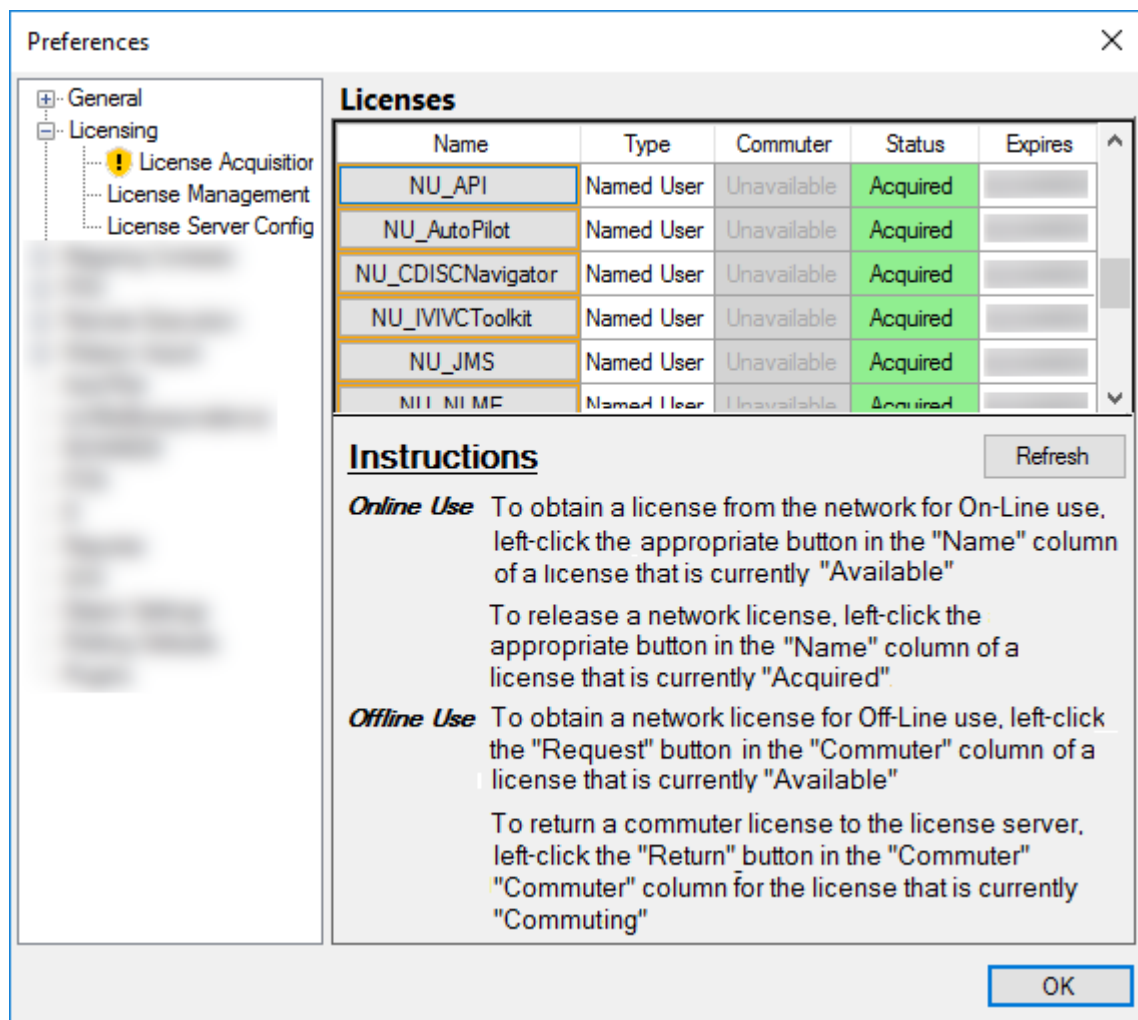 Preferences
General
Licensing
License Acquisition
License Management
License Server Config
Licenses
Name Type Commuter Status Expires
NU_API Named User Unavailable Acquired
NU_AutoPilot Named User Unavailable Acquired
NU_CDISCNavigator Named User Unavailable Acquired
NU_IVIVCToolkit Named User Unavailable Acquired
NU_JMS Named User Unavailable Acquired
NU_NLME Named User Unavailable Acquired
Instructions
Refresh
Online Use To obtain a license from the network for On-Line use,
left-click the appropriate button in the "Name" column
of a license that is currently "Available"
To release a network license, left-click the
appropriate button in the "Name" column of a
license that is currently "Acquired"
Offline Use To obtain a network license for Off-Line use, left-click
the "Request" button in the "Commuter" column of a
license that is currently "Available"
To return a commuter license to the license server,
left-click the "Return" button in the "Commuter"
"Commuter" column for the license that is currently
"Commuting"
OK